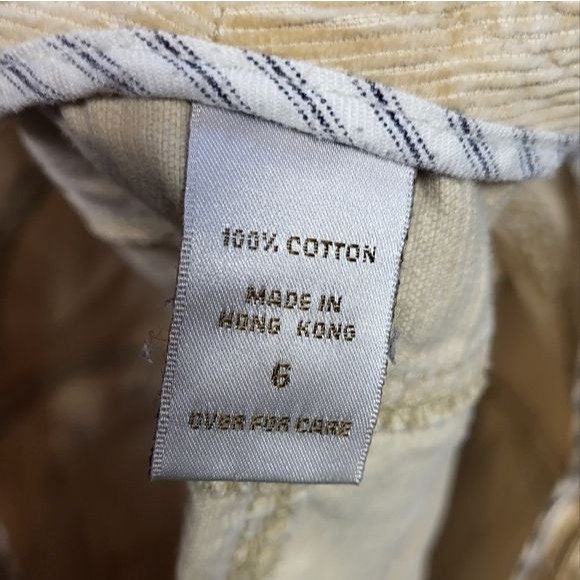 100% COTTON
MADE IN
HONG KONG
6
OVER FOR CARE